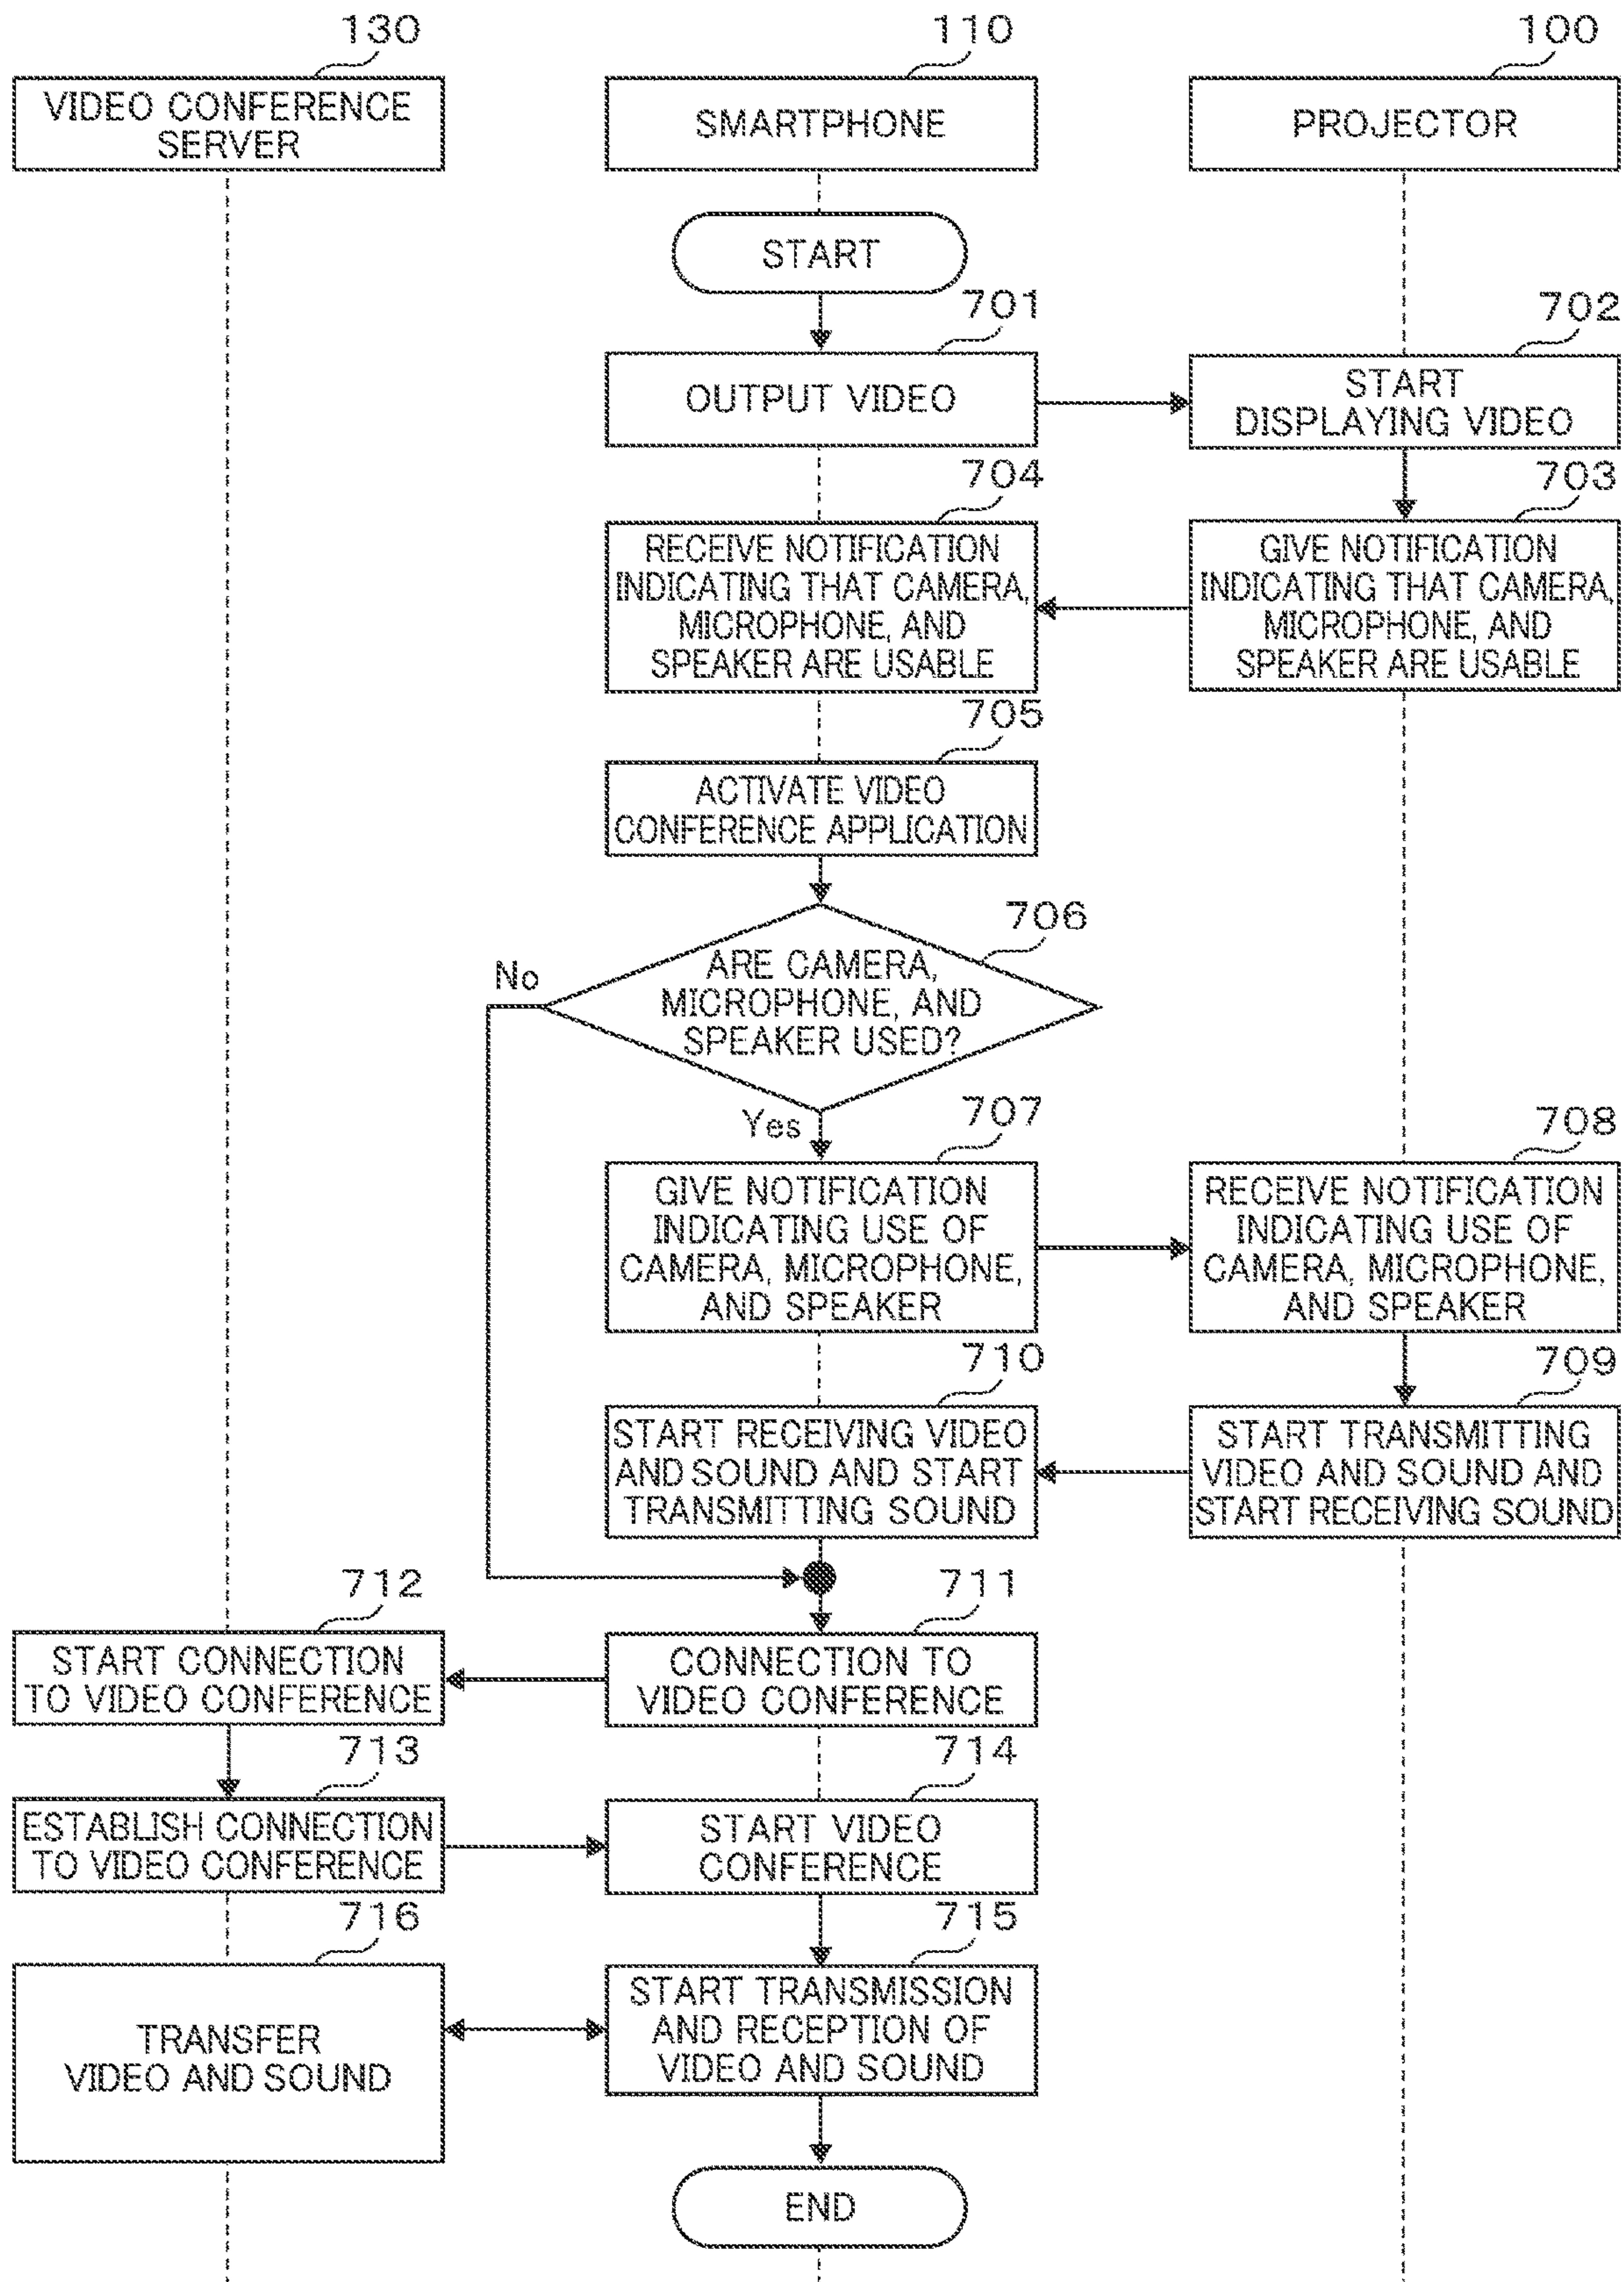 130
110
100
VIDEO CONFERENCE
SERVER
SMARTPHONE
PROJECTOR
START
701
702
OUTPUT VIDEO
START
DISPLAYING VIDEO
704
703
RECEIVE NOTIFICATION
INDICATING THAT CAMERA,
MICROPHONE, AND
SPEAKER ARE USABLE
GIVE NOTIFICATION
INDICATING THAT CAMERA,
MICROPHONE, AND
SPEAKER ARE USABLE
705
ACTIVATE VIDEO
CONFERENCE APPLICATION
706
No
ARE CAMERA,
MICROPHONE, AND
SPEAKER USED?
Yes
707
708
GIVE NOTIFICATION
INDICATING USE OF
CAMERA, MICROPHONE,
AND SPEAKER
RECEIVE NOTIFICATION
INDICATING USE OF
CAMERA, MICROPHONE,
AND SPEAKER
710
709
START RECEIVING VIDEO
AND SOUND AND START
TRANSMITTING SOUND
START TRANSMITTING
VIDEO AND SOUND AND
START RECEIVING SOUND
712
711
START CONNECTION
TO VIDEO CONFERENCE
CONNECTION TO
VIDEO CONFERENCE
713
714
ESTABLISH CONNECTION
TO VIDEO CONFERENCE
START VIDEO
CONFERENCE
716
715
TRANSFER
VIDEO AND SOUND
START TRANSMISSION
AND RECEPTION OF
VIDEO AND SOUND
END